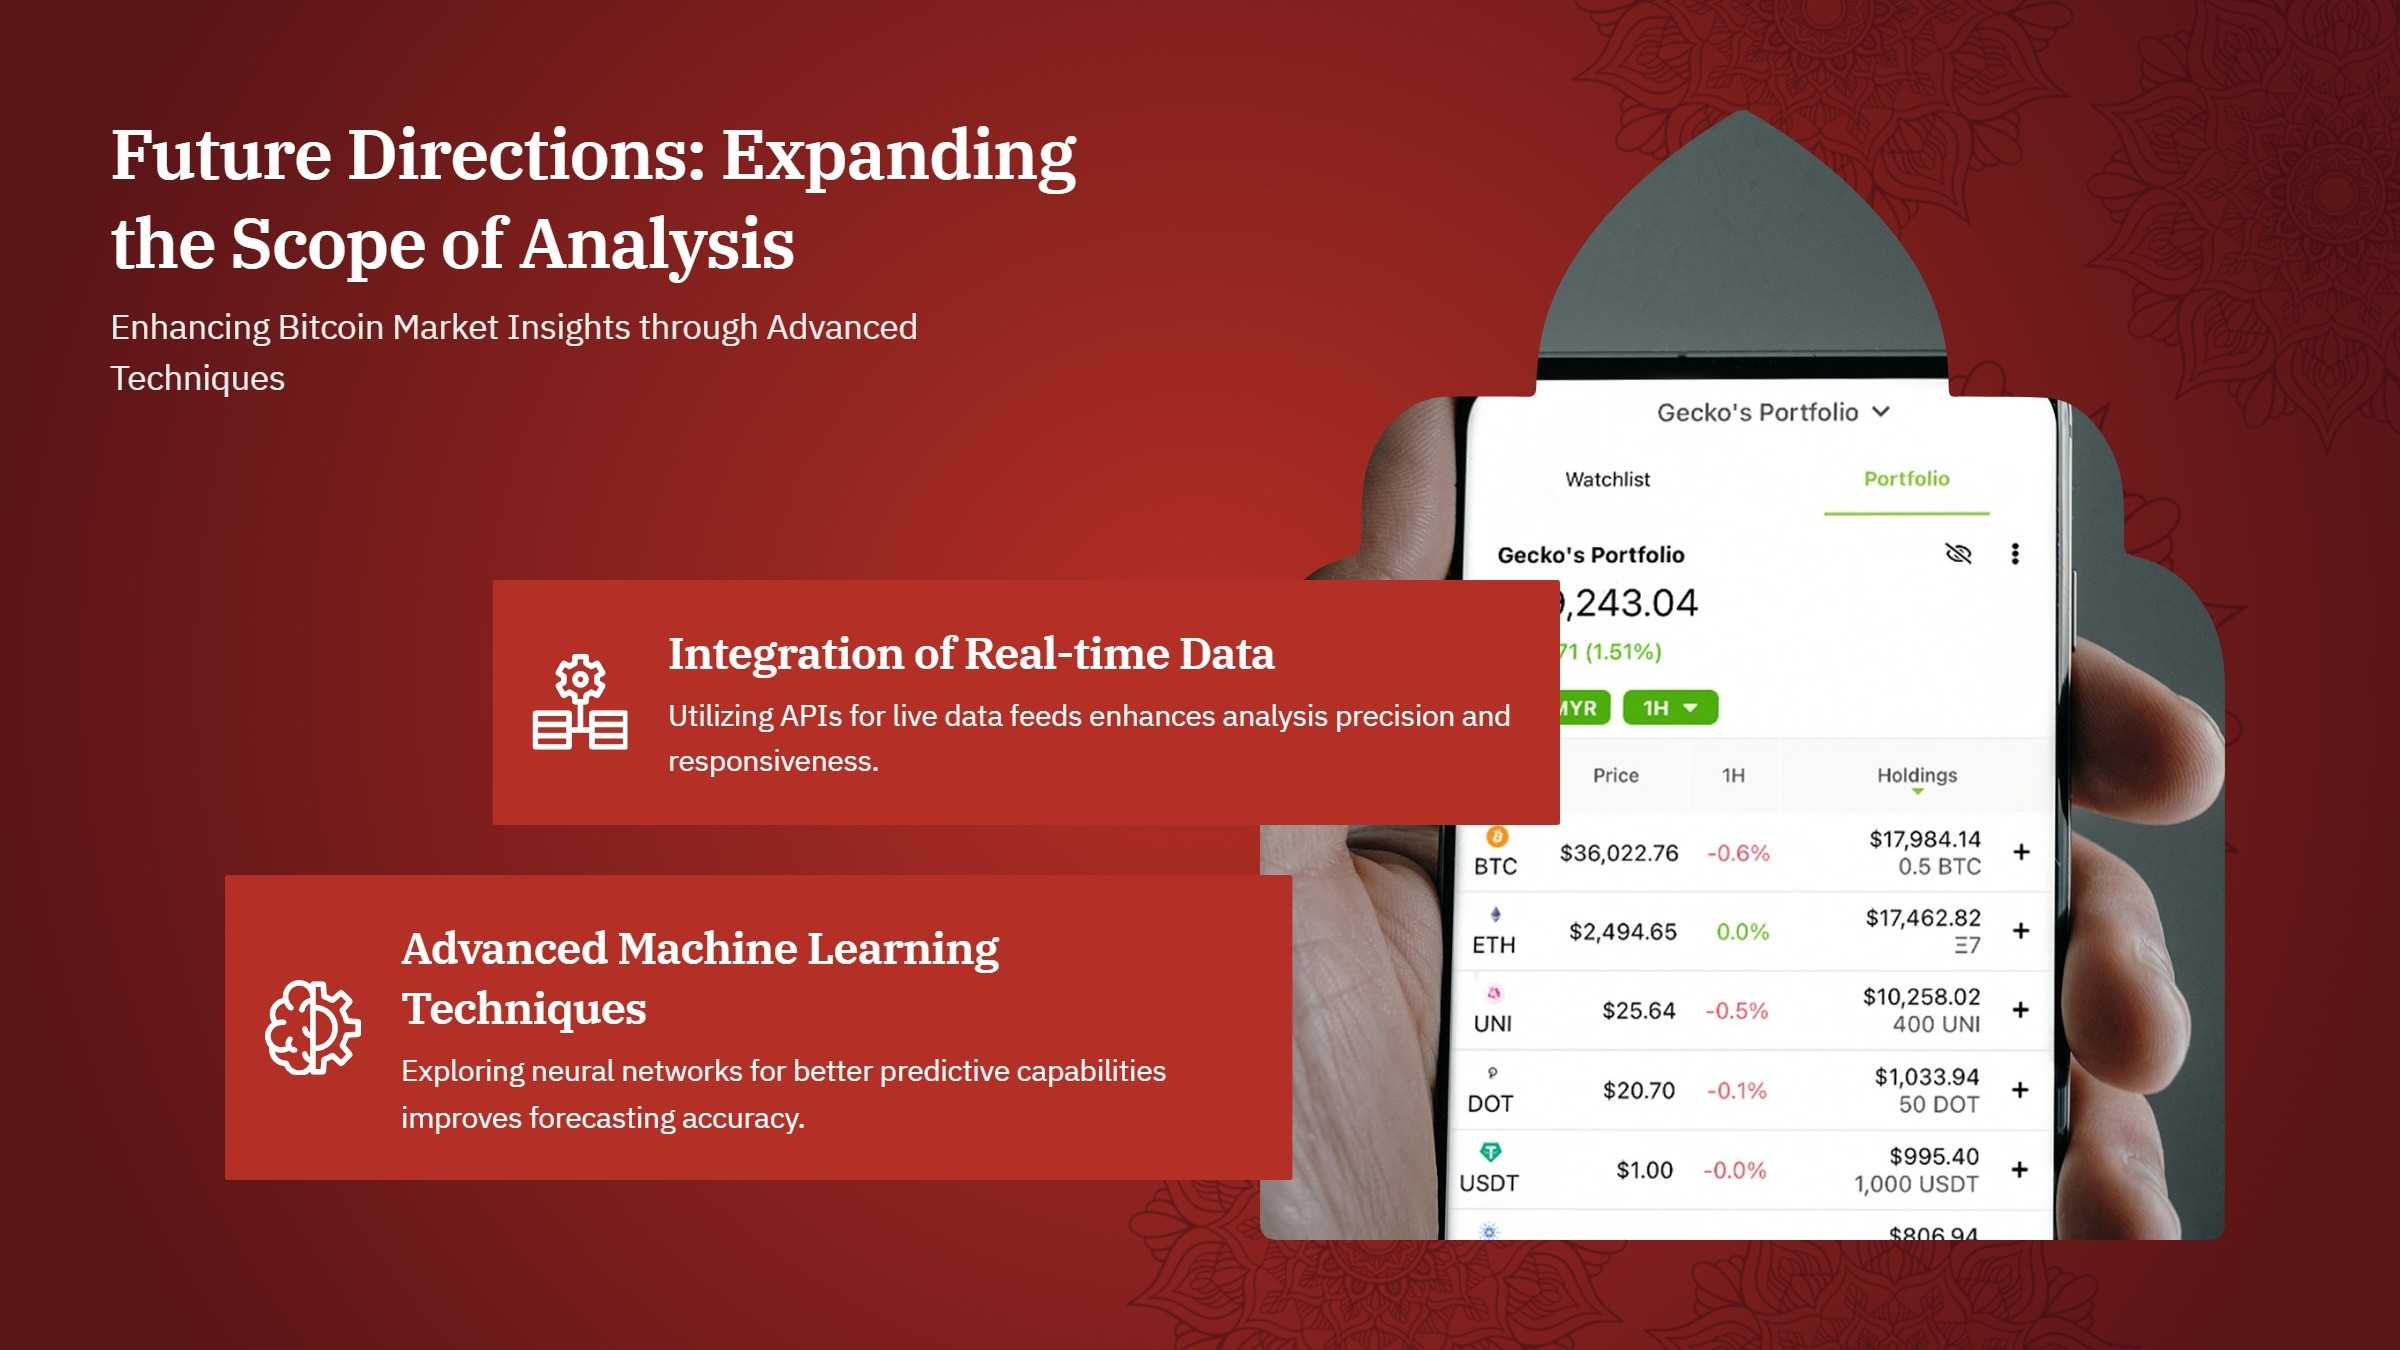 Future Directions: Expanding
the Scope of Analysis
Enhancing Bitcoin Market Insights through Advanced
Techniques
Integration of Real-time Data
Utilizing APIs for live data feeds enhances analysis precision and
responsiveness.
Advanced Machine Learning
Techniques
Exploring neural networks for better predictive capabilities
improves forecasting accuracy.
Gecko's Portfolio
Watchlist Portfolio
Gecko's Portfolio
,243.04
71 (1.51%)
MYR 1H
Price 1H Holdings
BTC $36,022.76 -0.6% $17,984.14 +
0.5 BTC
ETH $2,494.65 0.0% $17,462.82 +
Ξ7
UNI $25.64 -0.5% $10,258.02 +
400 UNI
DOT $20.70 -0.1% $1,033.94 +
50 DOT
USDT $1.00 -0.0% $995.40 +
1,000 USDT
$806.94